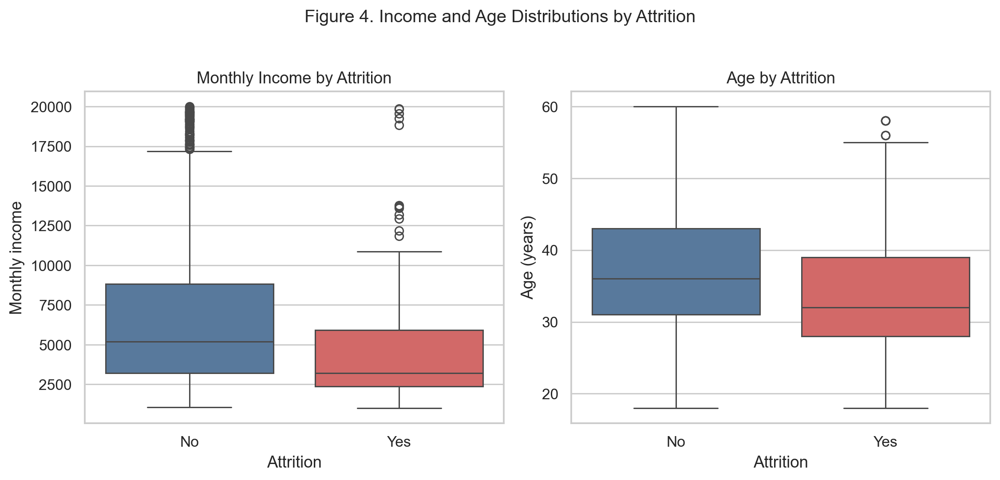 Figure 4. Income and Age Distributions by Attrition
Monthly Income by Attrition
20000
17500
15000
12500
10000
7500
5000
2500
Monthly income
No
Yes
Attrition
Age by Attrition
60
50
40
30
20
Age (years)
No
Yes
Attrition